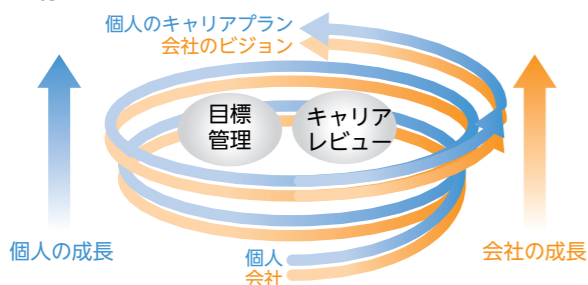 個人のキャリアプラン
会社のビジョン
目標
管理
キャリア
レビュー
個人の成長
会社の成長
個人
会社